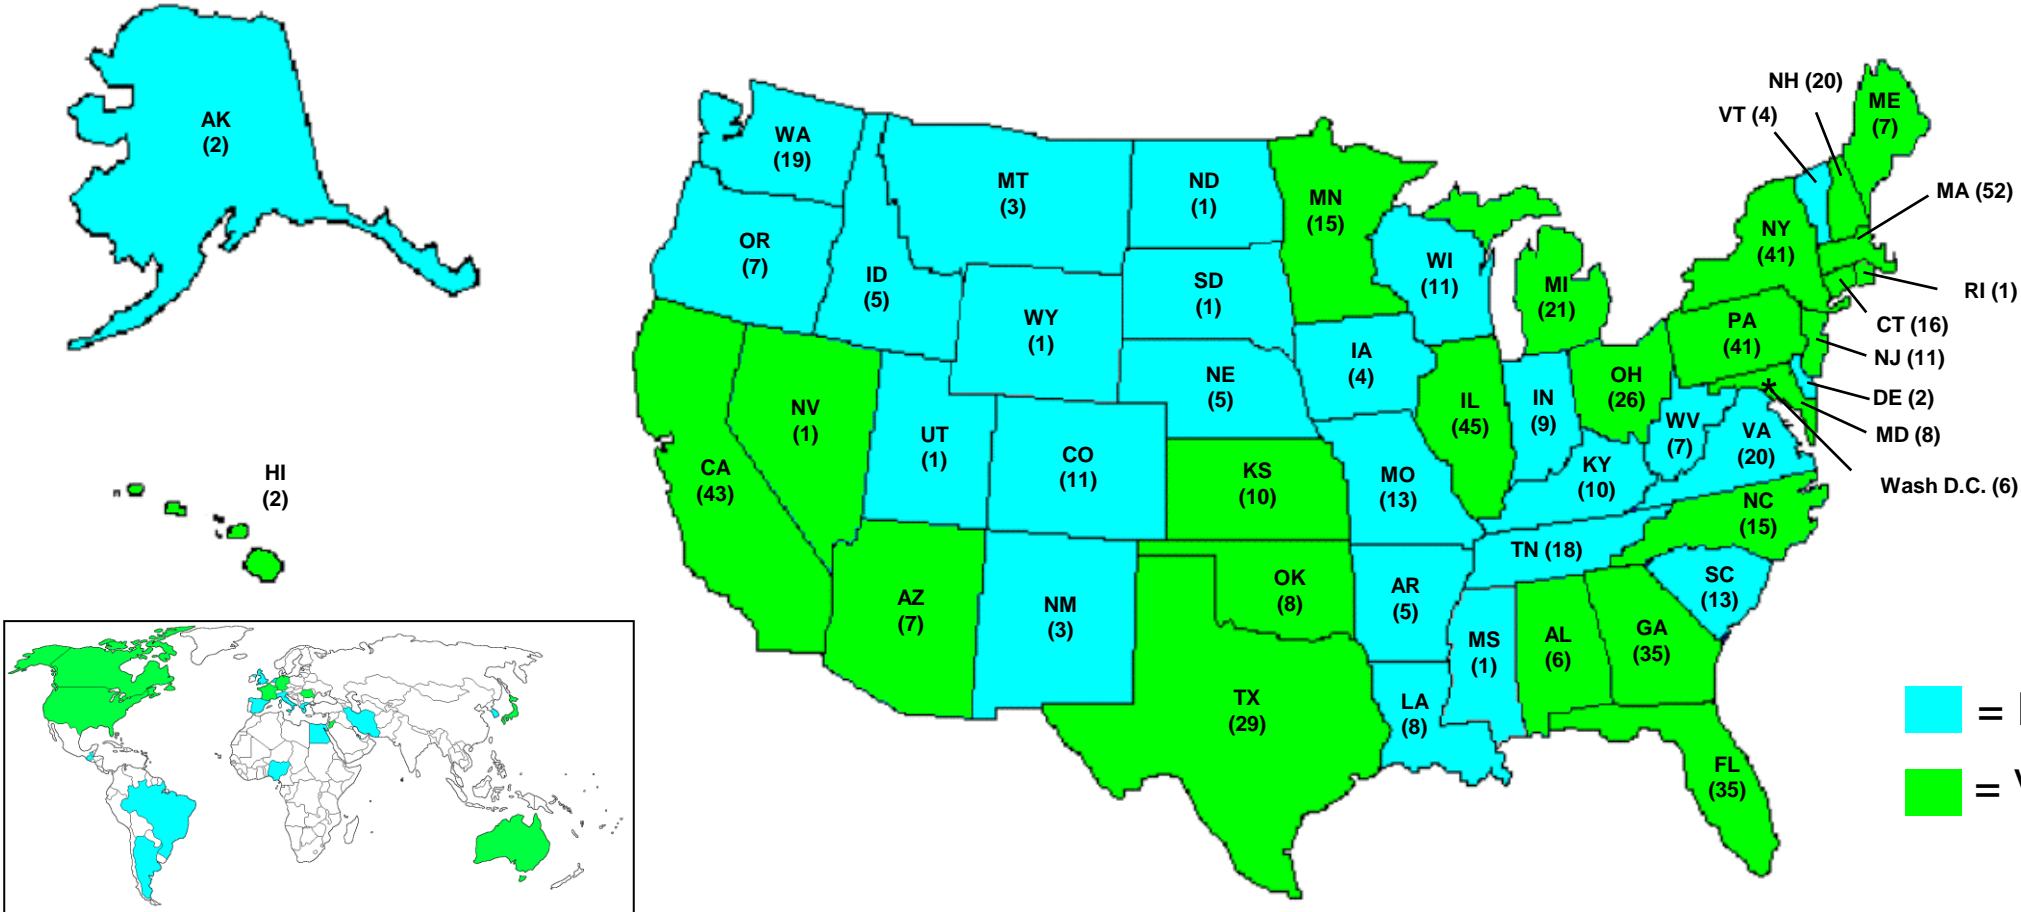 AK
(2)
HI
(2)
WA
(19)
OR
(7)
CA
(43)
NV
(1)
ID
(5)
MT
(3)
WY
(1)
UT
(1)
CO
(11)
AZ
(7)
NM
(3)
ND
(1)
SD
(1)
NE
(5)
KS
(10)
OK
(8)
TX
(29)
MN
(15)
IA
(4)
MO
(13)
AR
(5)
LA
(8)
WI
(11)
IL
(45)
MI
(21)
IN
(9)
OH
(26)
KY
(10)
TN (18)
MS
(1)
AL
(6)
GA
(35)
FL
(35)
SC
(13)
NC
(15)
VA
(20)
WV
(7)
PA
(41)
NY
(41)
VT (4)
NH (20)
ME
(7)
MA (52)
RI (1)
CT (16)
NJ (11)
DE (2)
MD (8)
*
Wash D.C. (6)
=
= V